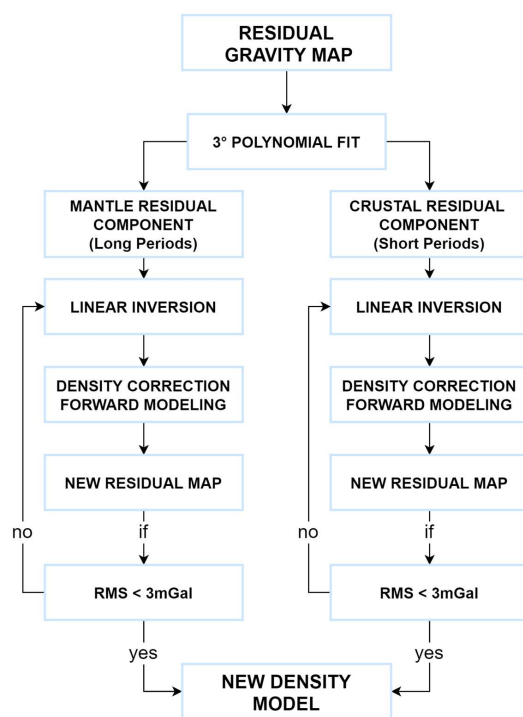 RESIDUAL
GRAVITY MAP
3° POLYNOMIAL FIT
MANTLE RESIDUAL
COMPONENT
(Long Periods)
CRUSTAL RESIDUAL
COMPONENT
(Short Periods)
LINEAR INVERSION
LINEAR INVERSION
DENSITY CORRECTION
FORWARD MODELING
DENSITY CORRECTION
FORWARD MODELING
NEW RESIDUAL MAP
NEW RESIDUAL MAP
no
if
no
if
RMS < 3mGal
RMS < 3mGal
yes
yes
NEW DENSITY
MODEL